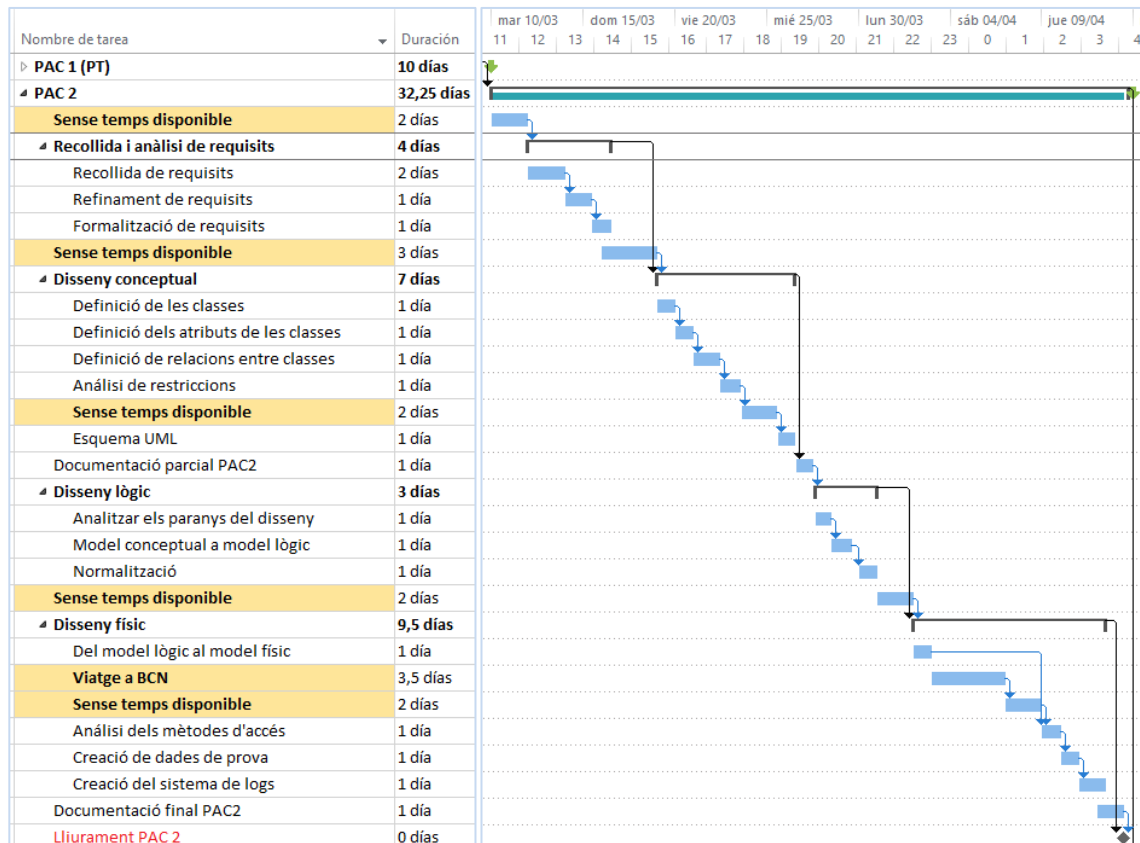 mar 10/03 dom 15/03 vie 20/03 mié 25/03 lun 30/03 sáb 04/04 jue 09/04
Nombre de tarea Duración 11 12 13 14 15 16 17 18 19 20 21 22 23 0 1 2 3 4
PAC 1 (PT) 10 días
PAC 2 32,25 días
Sense temps disponible 2 días
Recollida i anàlisi de requisits 4 días
Recollida de requisits 2 días
Refinament de requisits 1 día
Formalització de requisits 1 día
Sense temps disponible 3 días
Disseny conceptual 7 días
Definició de les classes 1 día
Definició dels atributs de les classes 1 día
Definició de relacions entre classes 1 día
Análisi de restriccions 1 día
Sense temps disponible 2 días
Esquema UML 1 día
Documentació parcial PAC2 1 día
Disseny lògic 3 días
Analitzar els paranys del disseny 1 día
Model conceptual a model lògic 1 día
Normalització 1 día
Sense temps disponible 2 días
Disseny físic 9,5 días
Del model lògic al model físic 1 día
Viatge a BCN 3,5 días
Sense temps disponible 2 días
Análisi dels mètodes d'accés 1 día
Creació de dades de prova 1 día
Creació del sistema de logs 1 día
Documentació final PAC2 1 día
Lliurament PAC 2 0 días